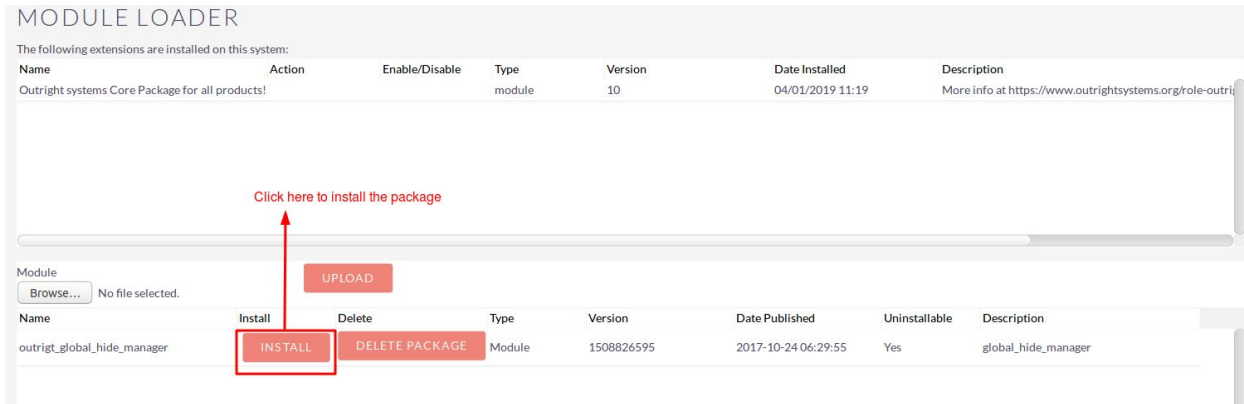 MODULE LOADER
The following extensions are installed on this system:
Name Action Enable/Disable Type Version Date Installed Description
Outright systems Core Package for all products! module 10 04/01/2019 11:19 More info at https://www.outrightsystems.org/role-outrig
Click here to install the package
Module
UPLOAD
Browse... No file selected.
Name Install Delete Type Version Date Published Uninstallable Description
outrigt_global_hide_manager INSTALL DELETE PACKAGE Module 1508826595 2017-10-24 06:29:55 Yes global_hide_manager